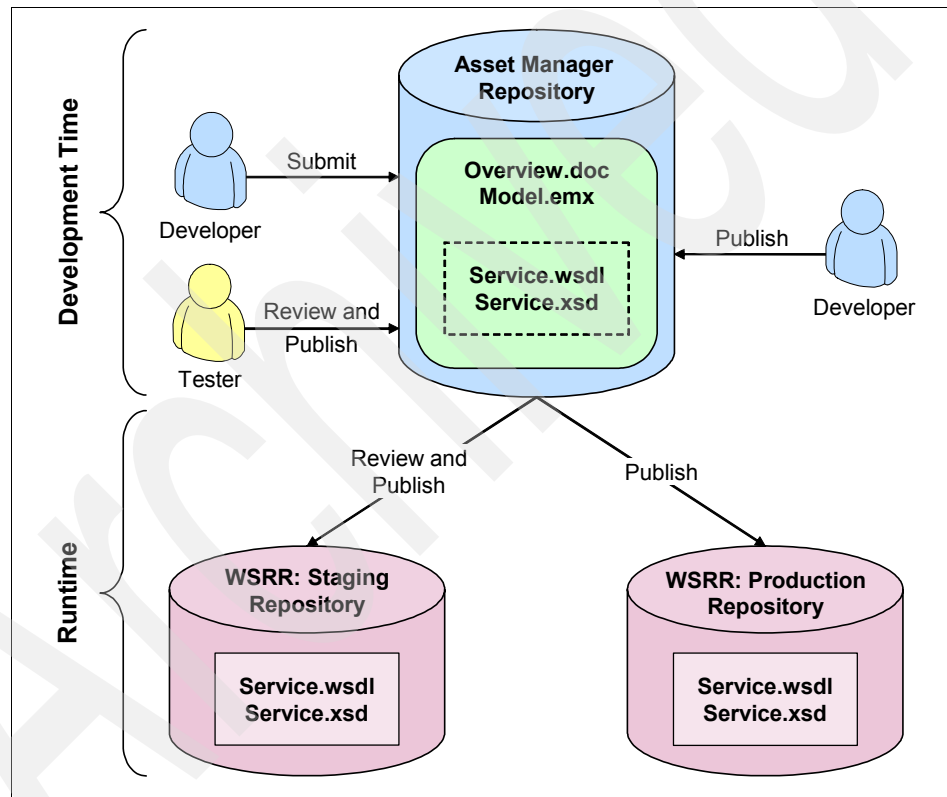 Development Time
Asset Manager
Repository
Submit
Developer
Overview.doc
Model.emx
Service.wsdl
Service.xsd
Publish
Developer
Review and
Publish
Tester
Runtime
Review and
Publish
Publish
WSRR: Staging
Repository
Service.wsdl
Service.xsd
WSRR: Production
Repository
Service.wsdl
Service.xsd
Archived